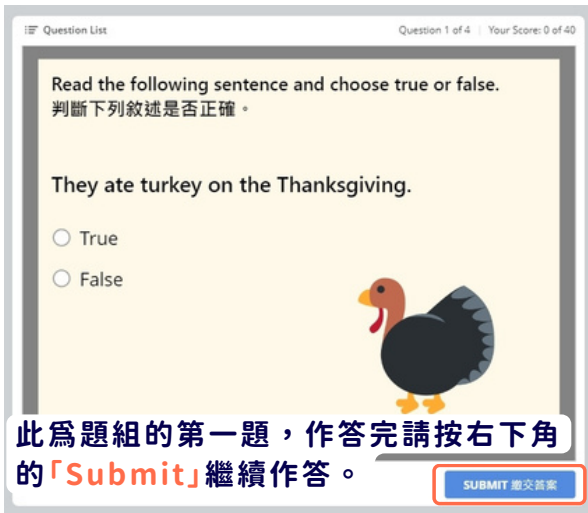 Question List
Question 1 of 4 | Your Score: 0 of 40
Read the following sentence and choose true or false.
判斷下列敘述是否正確。
They ate turkey on the Thanksgiving.
True
False
此為題組的第一題，作答完請按右下角
的「Submit」繼續作答。
SUBMIT 繳交答案